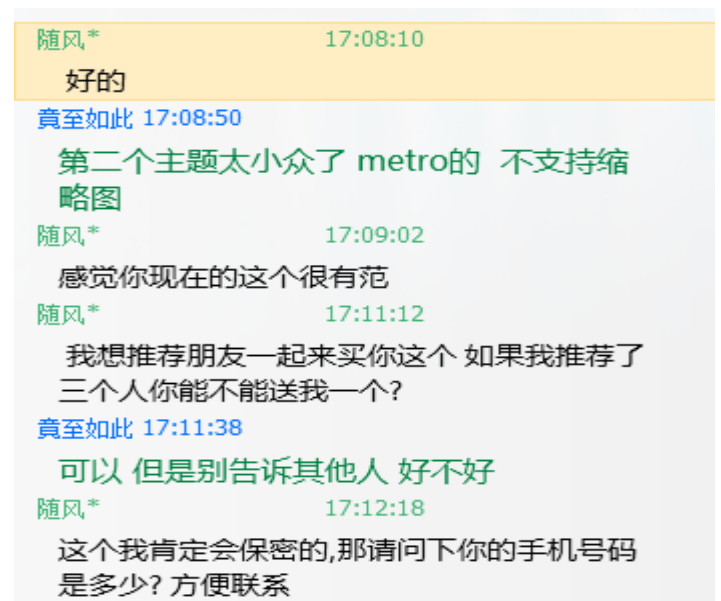 随风* 17:08:10
好的
竟至如此 17:08:50
第二个主题太小众了 metro的 不支持缩
略图
随风* 17:09:02
感觉你现在的这个很有范
随风* 17:11:12
我想推荐朋友一起来买你这个 如果我推荐了
三个人你能不能送我一个?
竟至如此 17:11:38
可以 但是别告诉其他人 好不好
随风* 17:12:18
这个我肯定会保密的,那请问下你的手机号码
是多少? 方便联系